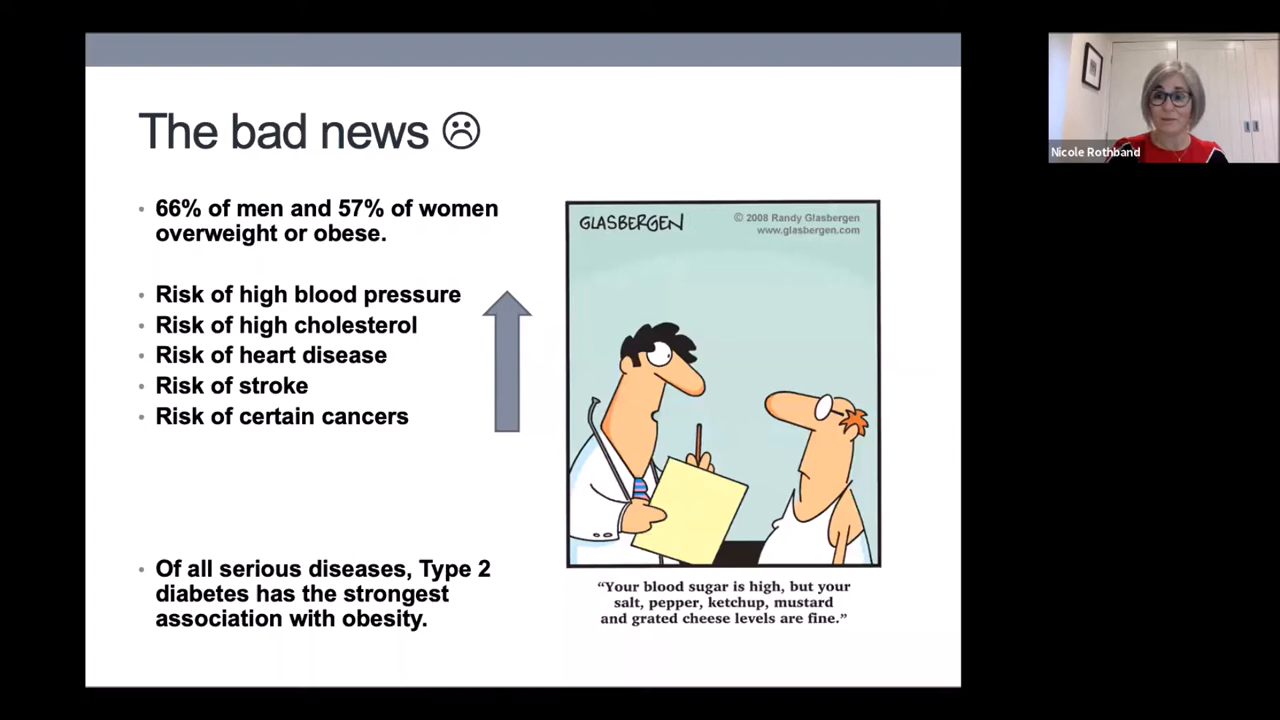 The bad news ☹
• 66% of men and 57% of women
overweight or obese.
• Risk of high blood pressure
• Risk of high cholesterol
• Risk of heart disease
• Risk of stroke
• Risk of certain cancers
• Of all serious diseases, Type 2
diabetes has the strongest
association with obesity.
GLASBERGEN
© 2008 Randy Glasbergen
www.glasbergen.com
“Your blood sugar is high, but your
salt, pepper, ketchup, mustard
and grated cheese levels are fine.”
Nicole Rothband